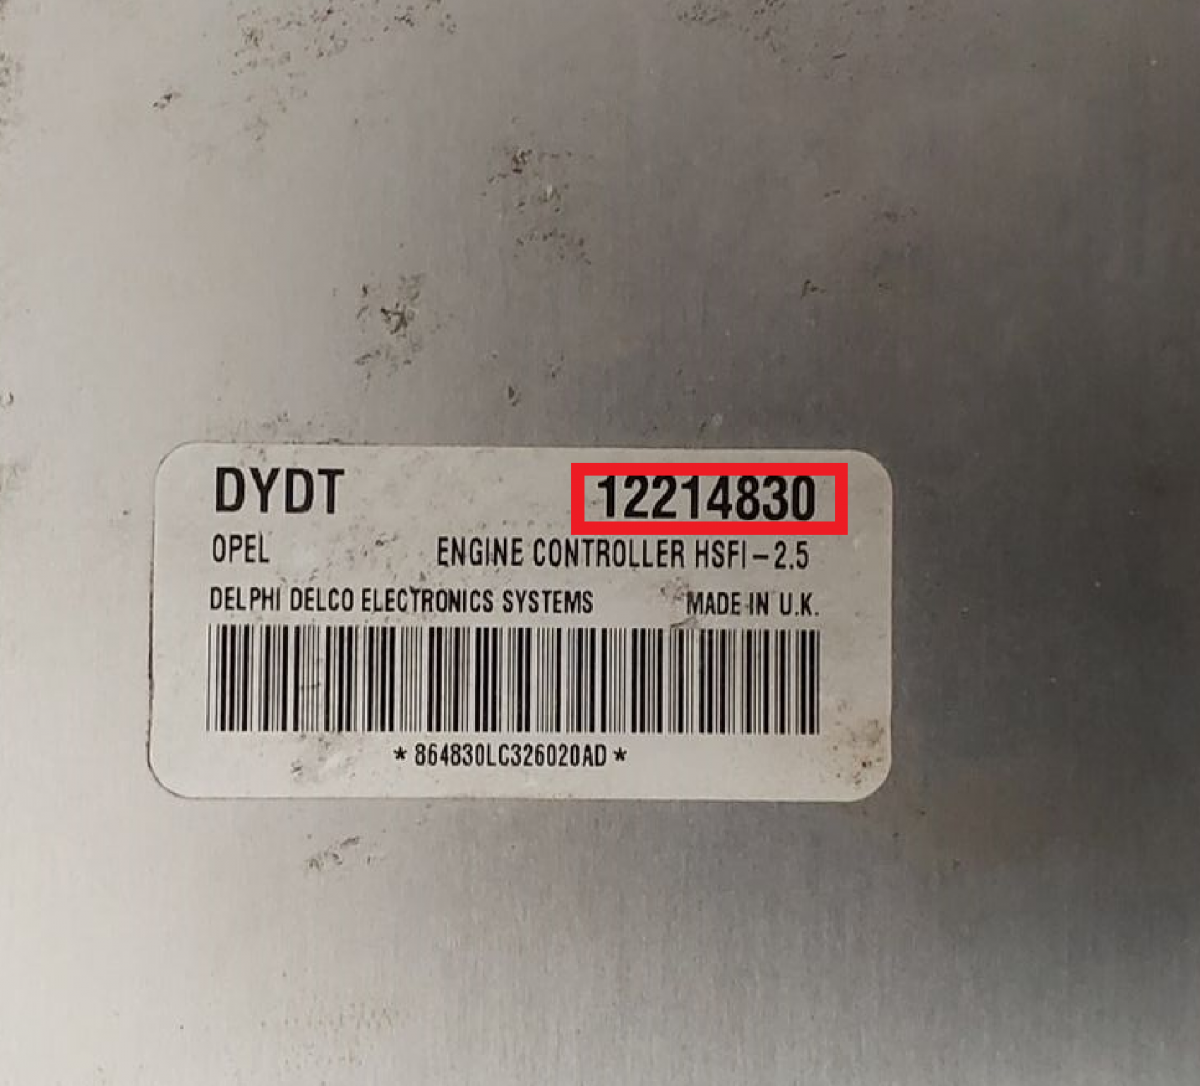 DYDT 12214830
OPEL ENGINE CONTROLLER HSFI-2.5
DELPHI DELCO ELECTRONICS SYSTEMS MADE IN U.K.
*864830LC326020AD*